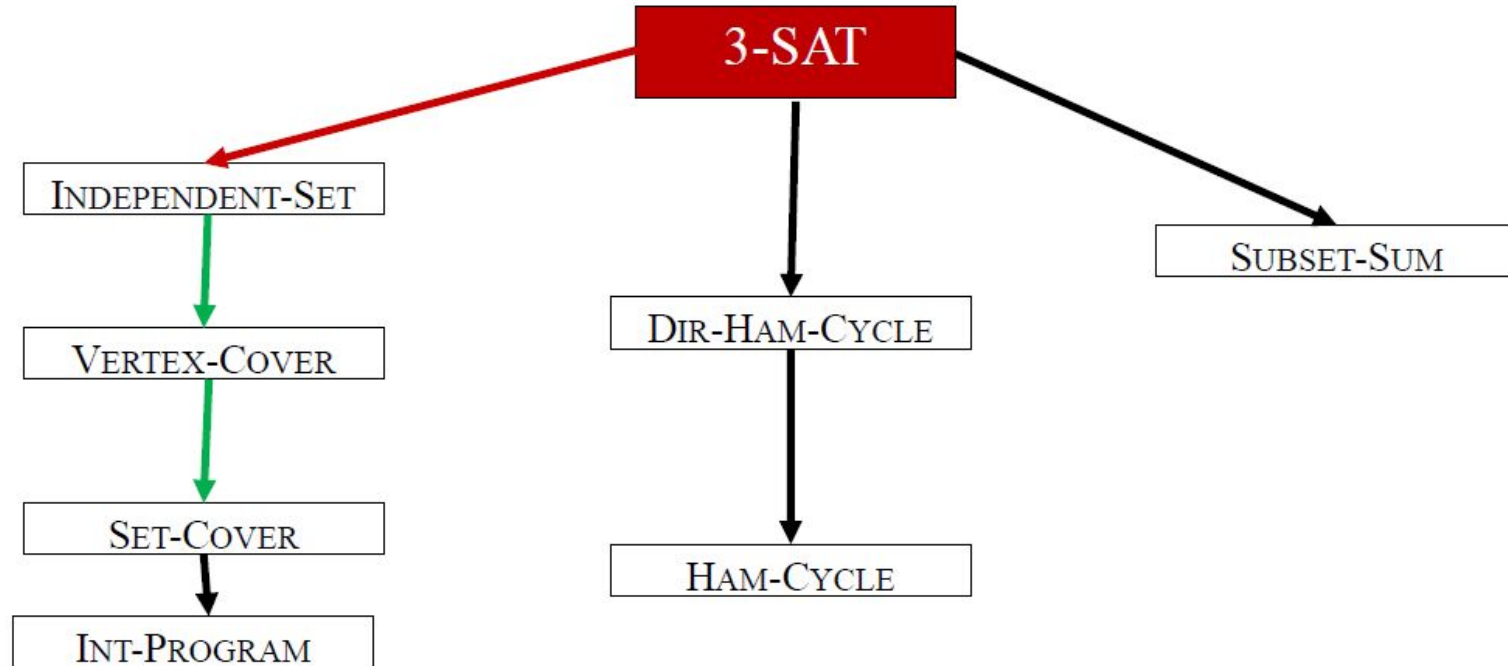 3-SAT
INDEPENDENT-SET
SUBSET-SUM
DIR-HAM-CYCLE
VERTEX-COVER
SET-COVER
HAM-CYCLE
INT-PROGRAM